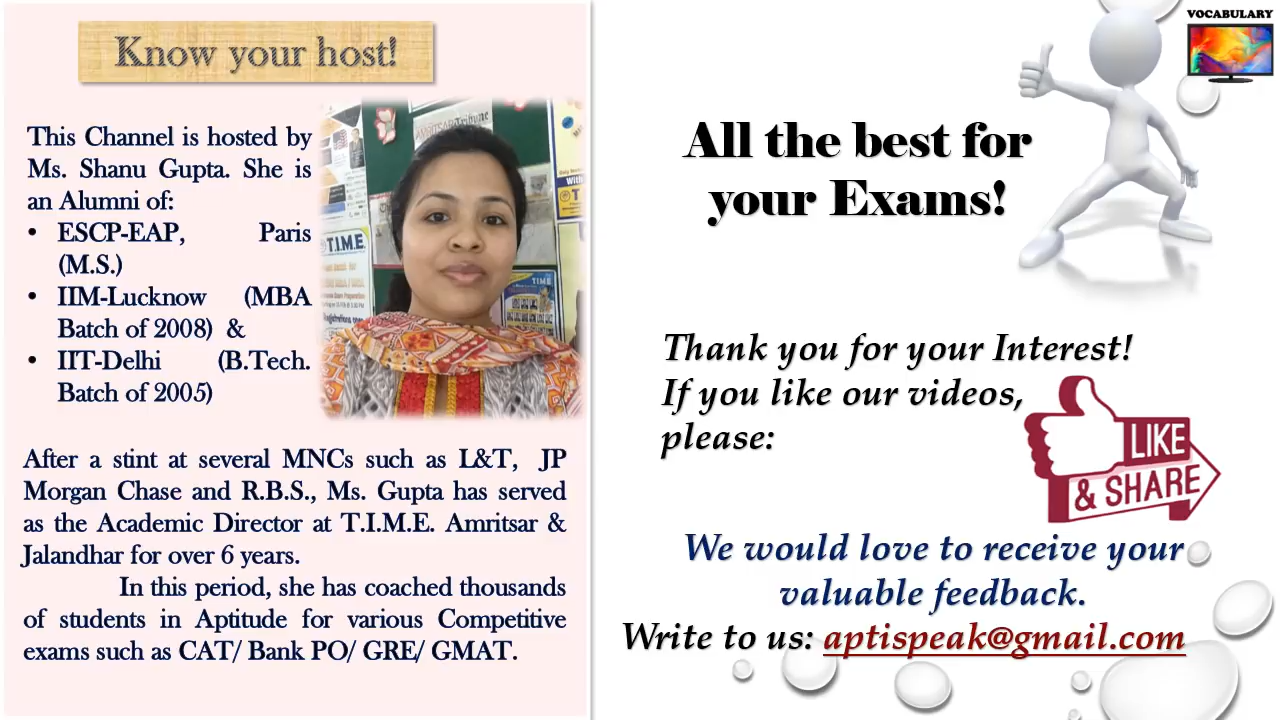 Know your host!
This Channel is hosted by
Ms. Shanu Gupta. She is
an Alumni of:
• ESCP-EAP, Paris
(M.S.)
• IIM-Lucknow (MBA
Batch of 2008) &
• IIT-Delhi (B.Tech.
Batch of 2005)
After a stint at several MNCs such as L&T, JP
Morgan Chase and R.B.S., Ms. Gupta has served
as the Academic Director at T.I.M.E. Amritsar &
Jalandhar for over 6 years.
In this period, she has coached thousands
of students in Aptitude for various Competitive
exams such as CAT/ Bank PO/ GRE/ GMAT.
Tribune
T.I.M.E.
TIME
VOCABULARY
All the best for
your Exams!
Thank you for your Interest!
If you like our videos,
please:
LIKE
& SHARE
We would love to receive your
valuable feedback.
Write to us: aptispeak@gmail.com